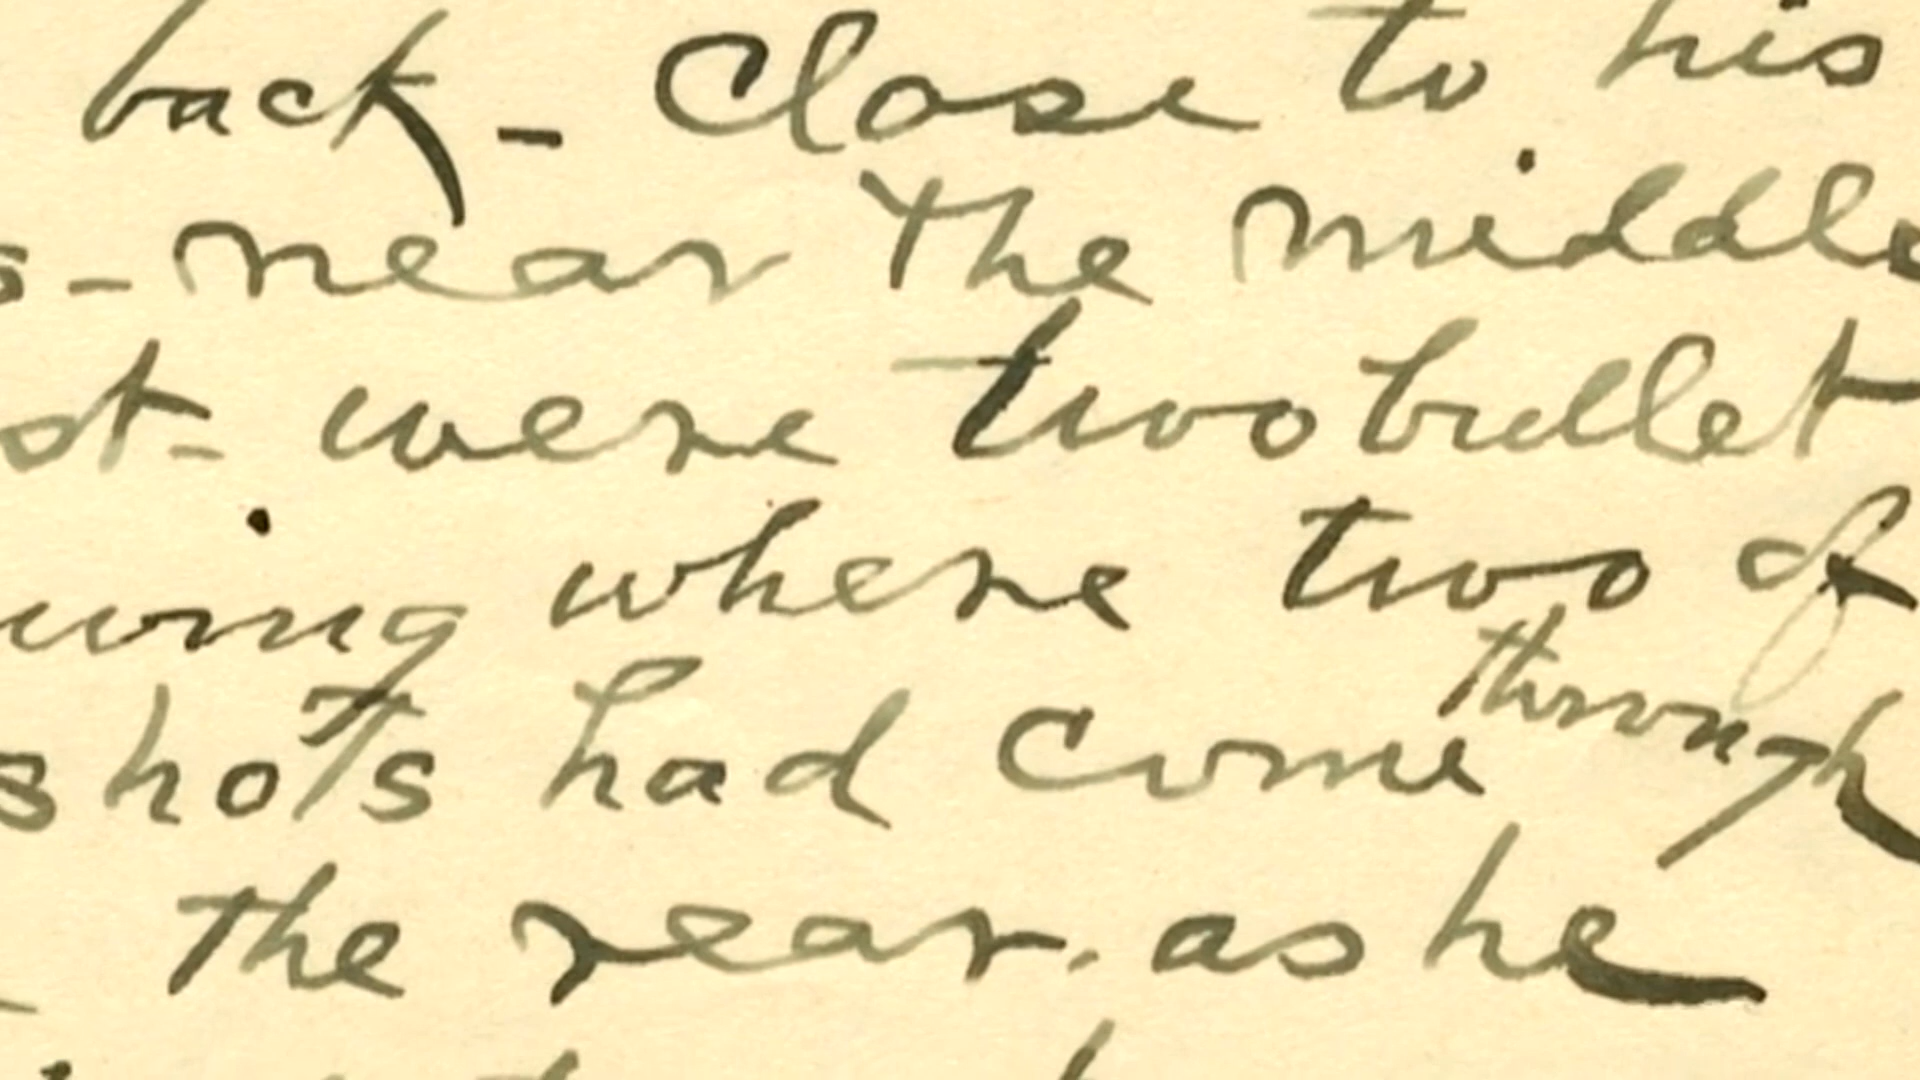 back - Close to his
s - near the middle
st - were two bullet
wing where two of
shots had come through
the rear. as he